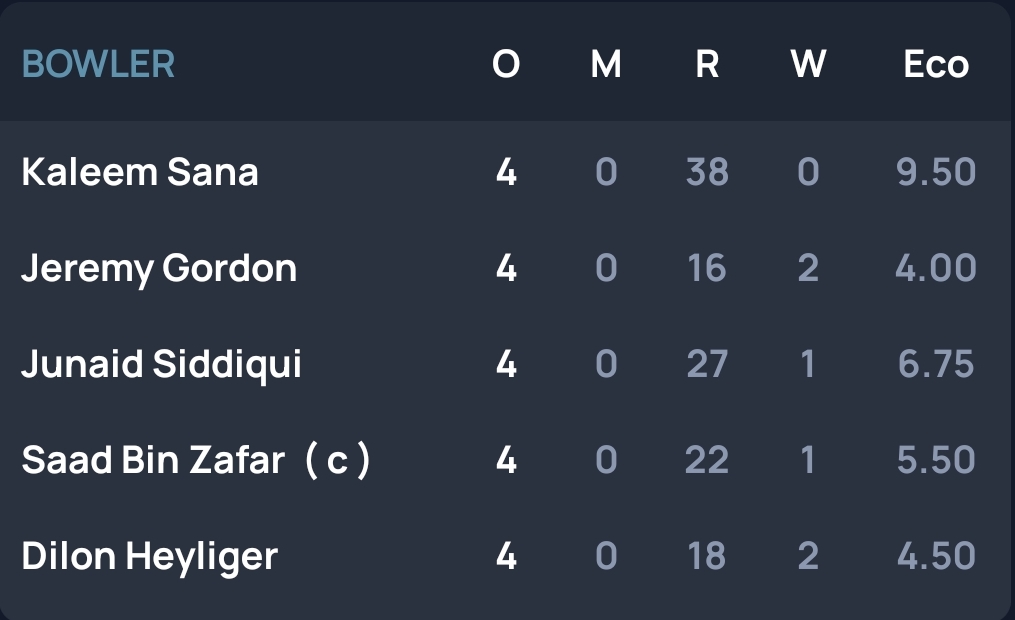 BOWLER O M R W Eco
Kaleem Sana 4 0 38 0 9.50
Jeremy Gordon 4 0 16 2 4.00
Junaid Siddiqui 4 0 27 1 6.75
Saad Bin Zafar ( c ) 4 0 22 1 5.50
Dilon Heyliger 4 0 18 2 4.50